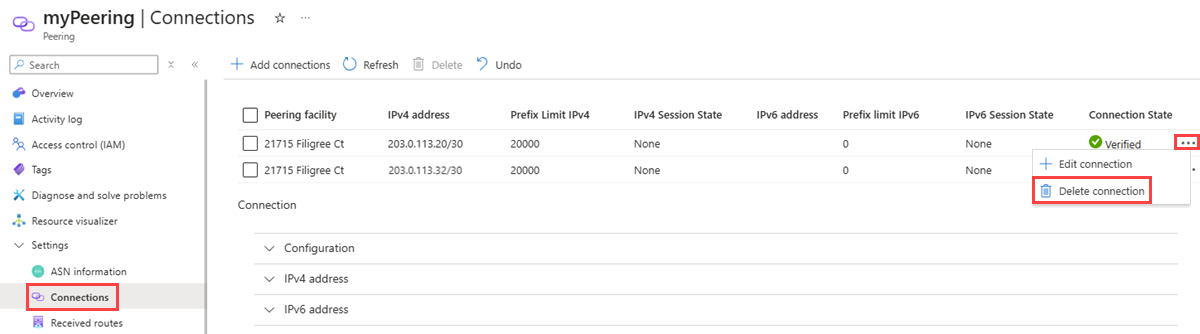 myPeering | Connections
Peering
Search
Add connections Refresh Delete Undo
Overview
Activity log
Access control (IAM)
Tags
Diagnose and solve problems
Resource visualizer
Settings
ASN information
Connections
Received routes
Peering facility IPv4 address Prefix Limit IPv4 IPv4 Session State IPv6 address Prefix limit IPv6 IPv6 Session State Connection State
21715 Filigree Ct 203.0.113.20/30 20000 None 0 None Verified
21715 Filigree Ct 203.0.113.32/30 20000 None 0 None
Edit connection
Delete connection
Connection
Configuration
IPv4 address
IPv6 address